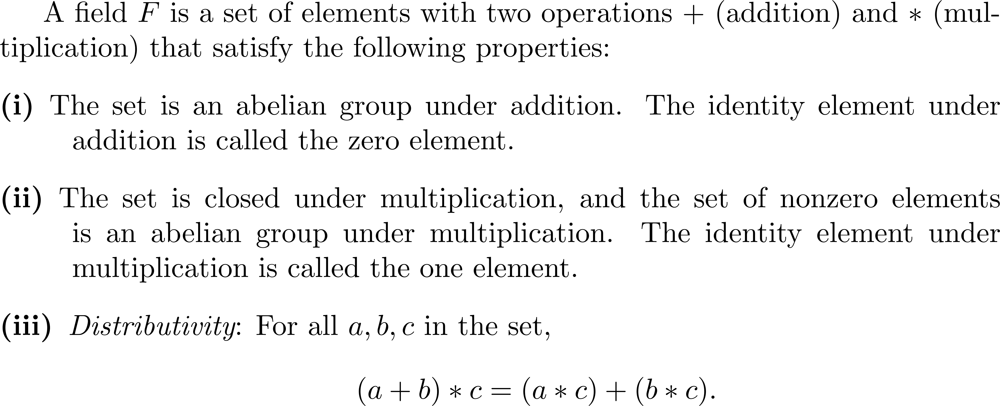 A field F is a set of elements with two operations + (addition) and ∗ (mul-
tiplication) that satisfy the following properties:
(i) The set is an abelian group under addition. The identity element under
addition is called the zero element.
(ii) The set is closed under multiplication, and the set of nonzero elements
is an abelian group under multiplication. The identity element under
multiplication is called the one element.
(iii) Distributivity: For all a, b, c in the set,
(a + b) ∗ c = (a ∗ c) + (b ∗ c).